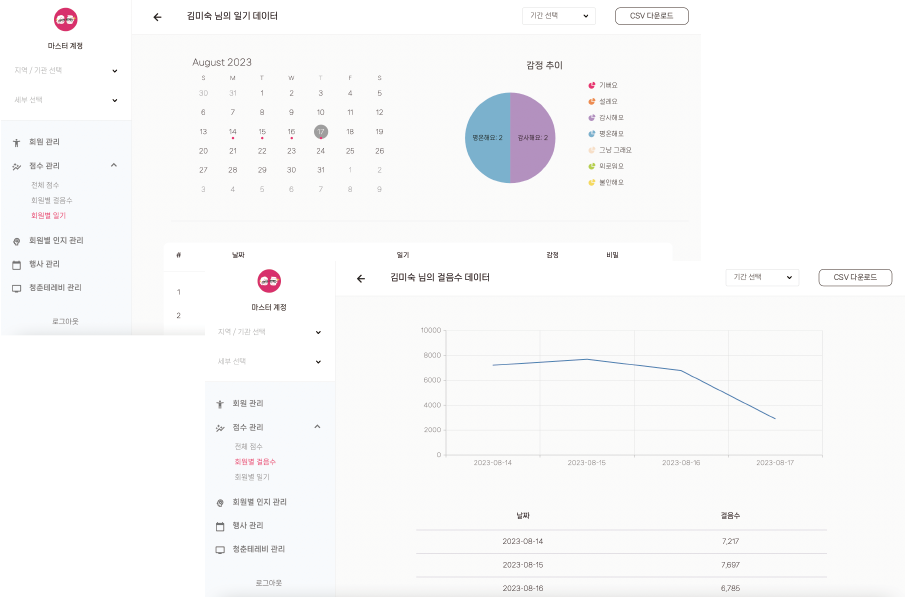 마스터 계정
지역 / 기관 선택
세부 선택
회원 관리
점수 관리
전체 점수
회원별 걸음수
회원별 일기
회원별 인지 관리
행사 관리
청춘테레비 관리
로그아웃
김미숙 님의 일기 데이터
기간 선택
CSV 다운로드
August 2023
S M T W T F S
30 31 1 2 3 4 5
6 7 8 9 10 11 12
13 14 15 16 17 18 19
20 21 22 23 24 25 26
27 28 29 30 31 1 2
3 4 5 6 7 8 9
감정 추이
평온해요: 2 감사해요: 2
기뻐요
설레요
감사해요
평온해요
그냥 그래요
외로워요
불안해요
# 날짜 일기 감정 비밀
1
2
마스터 계정
지역 / 기관 선택
세부 선택
회원 관리
점수 관리
전체 점수
회원별 걸음수
회원별 일기
회원별 인지 관리
행사 관리
청춘테레비 관리
로그아웃
김미숙 님의 걸음수 데이터
기간 선택
CSV 다운로드
10000
8000
6000
4000
2000
0
2023-08-14 2023-08-15 2023-08-16 2023-08-17
날짜 걸음수
2023-08-14 7,217
2023-08-15 7,697
2023-08-16 6,785